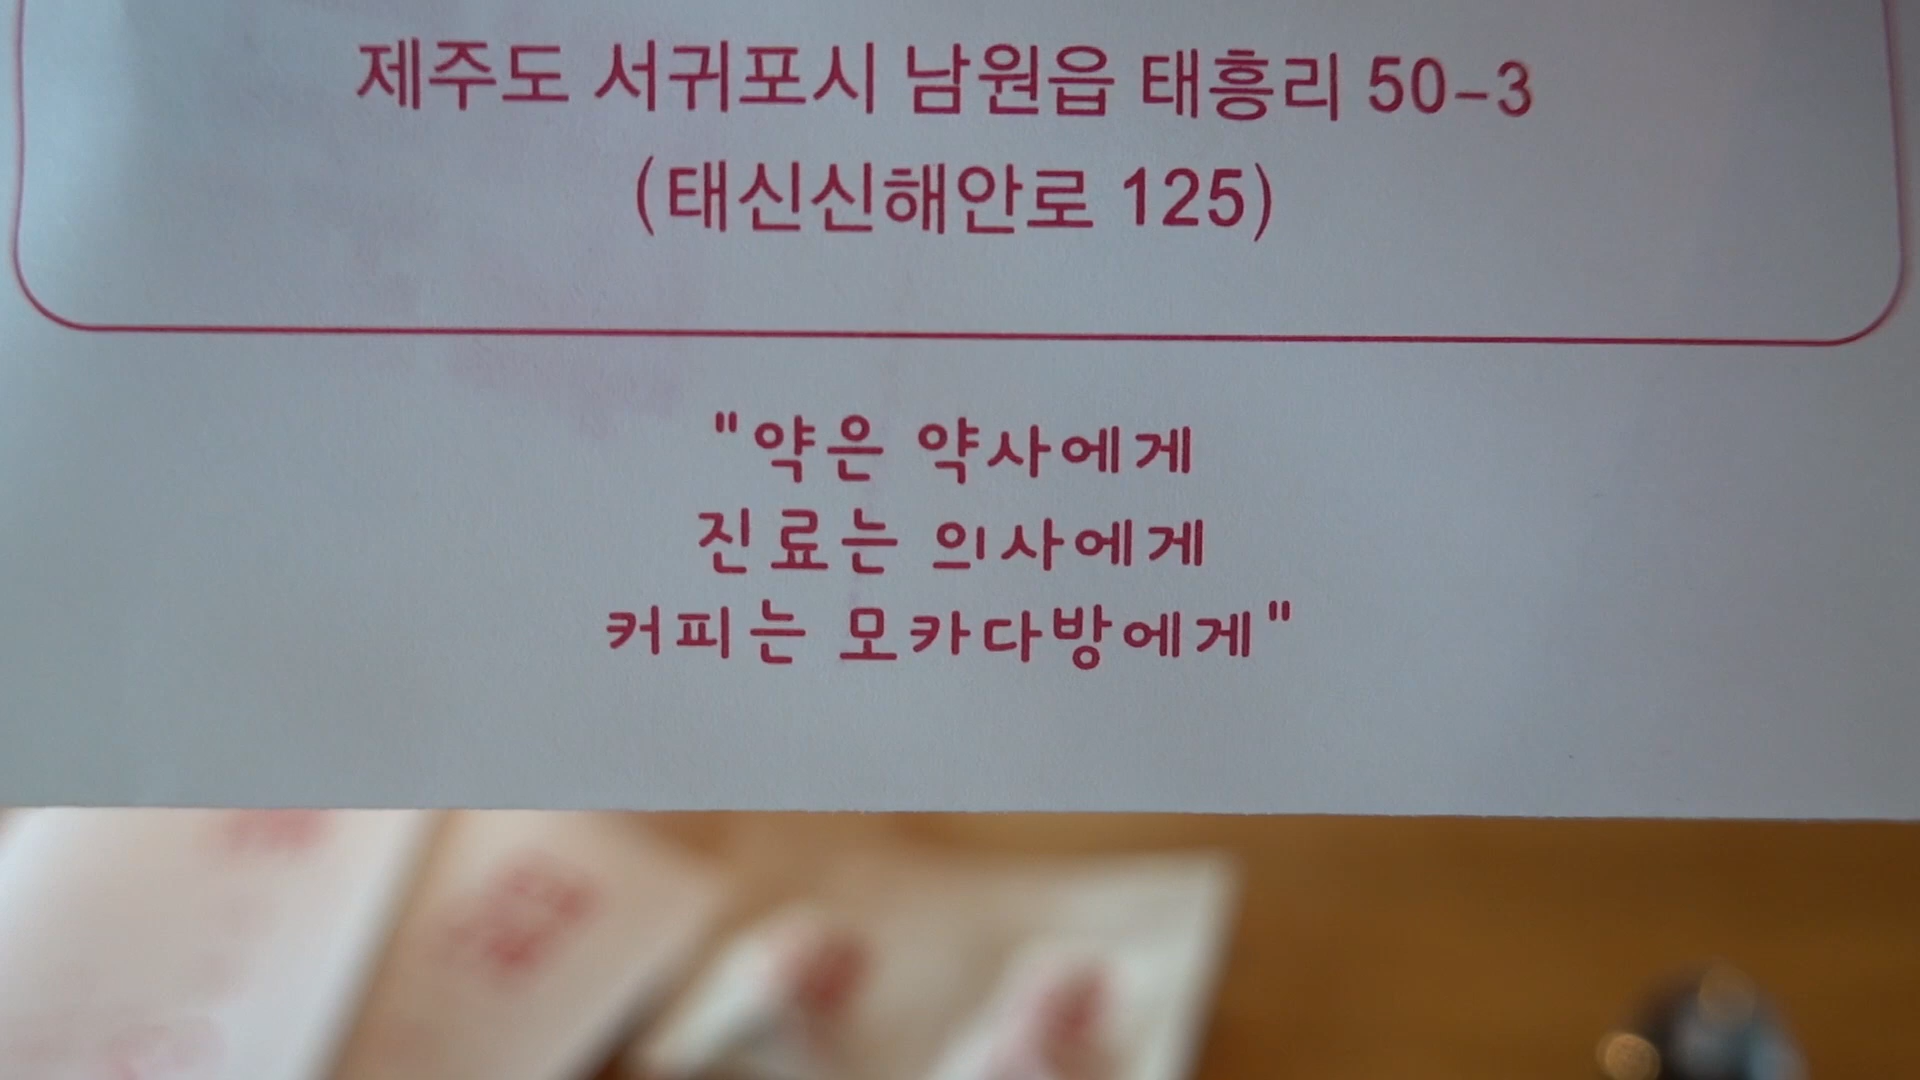 제주도 서귀포시 남원읍 태흥리 50-3
(태신신해안로 125)
"약은 약사에게
진료는 의사에게
커피는 모카다방에게"